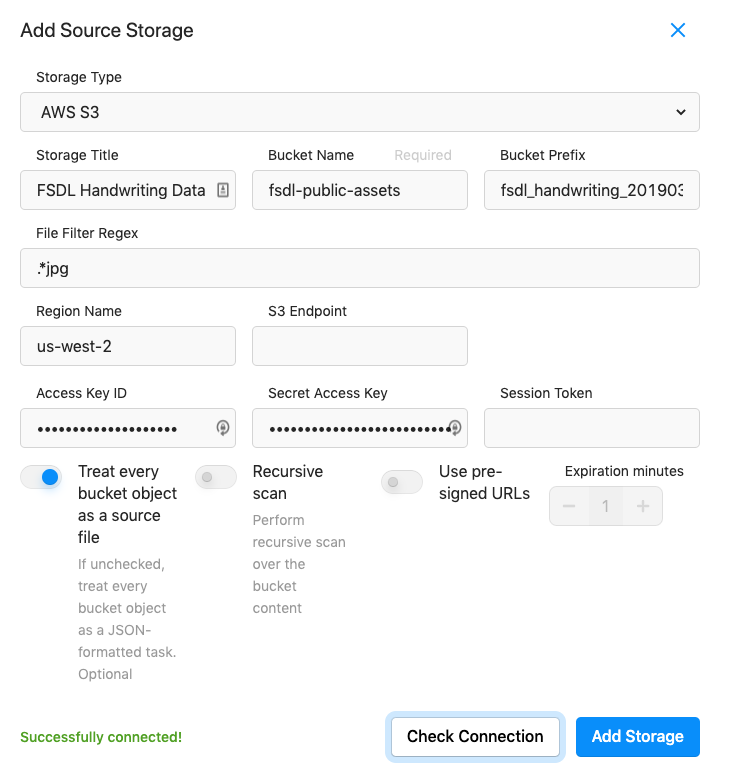 Add Source Storage
Storage Type
AWS S3
Storage Title
Bucket Name Required
Bucket Prefix
FSDL Handwriting Data
fsdl-public-assets
fsdl_handwriting_201903
File Filter Regex
.*jpg
Region Name
S3 Endpoint
us-west-2
Access Key ID
Secret Access Key
Session Token
••••••••••••••••••••
••••••••••••••••••••••••••
Treat every
bucket object
as a source
file
If unchecked,
treat every
bucket object
as a JSON-
formatted task.
Optional
Recursive
scan
Perform
recursive scan
over the
bucket
content
Use pre-
signed URLs
Expiration minutes
1
Successfully connected!
Check Connection
Add Storage